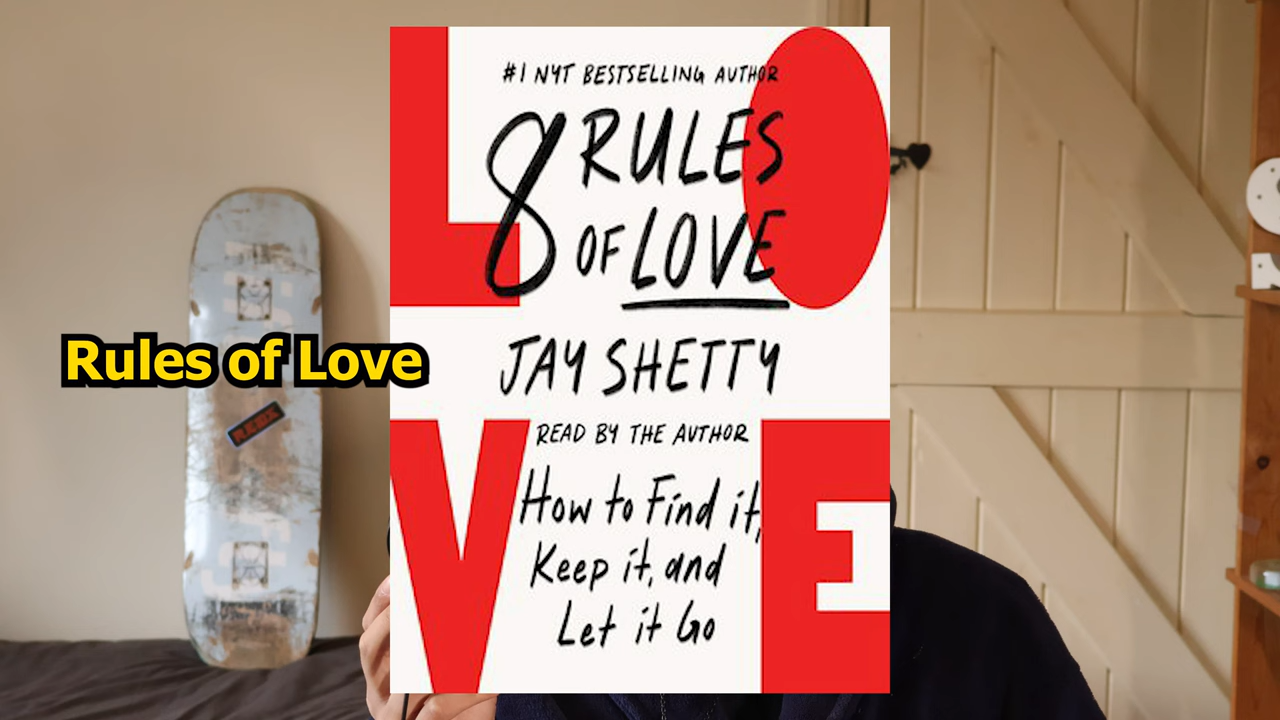 #1 NYT BESTSELLING AUTHOR
8 RULES
OF LOVE
Rules of Love
JAY SHETTY
READ BY THE AUTHOR
How to Find it,
Keep it, and
Let it Go